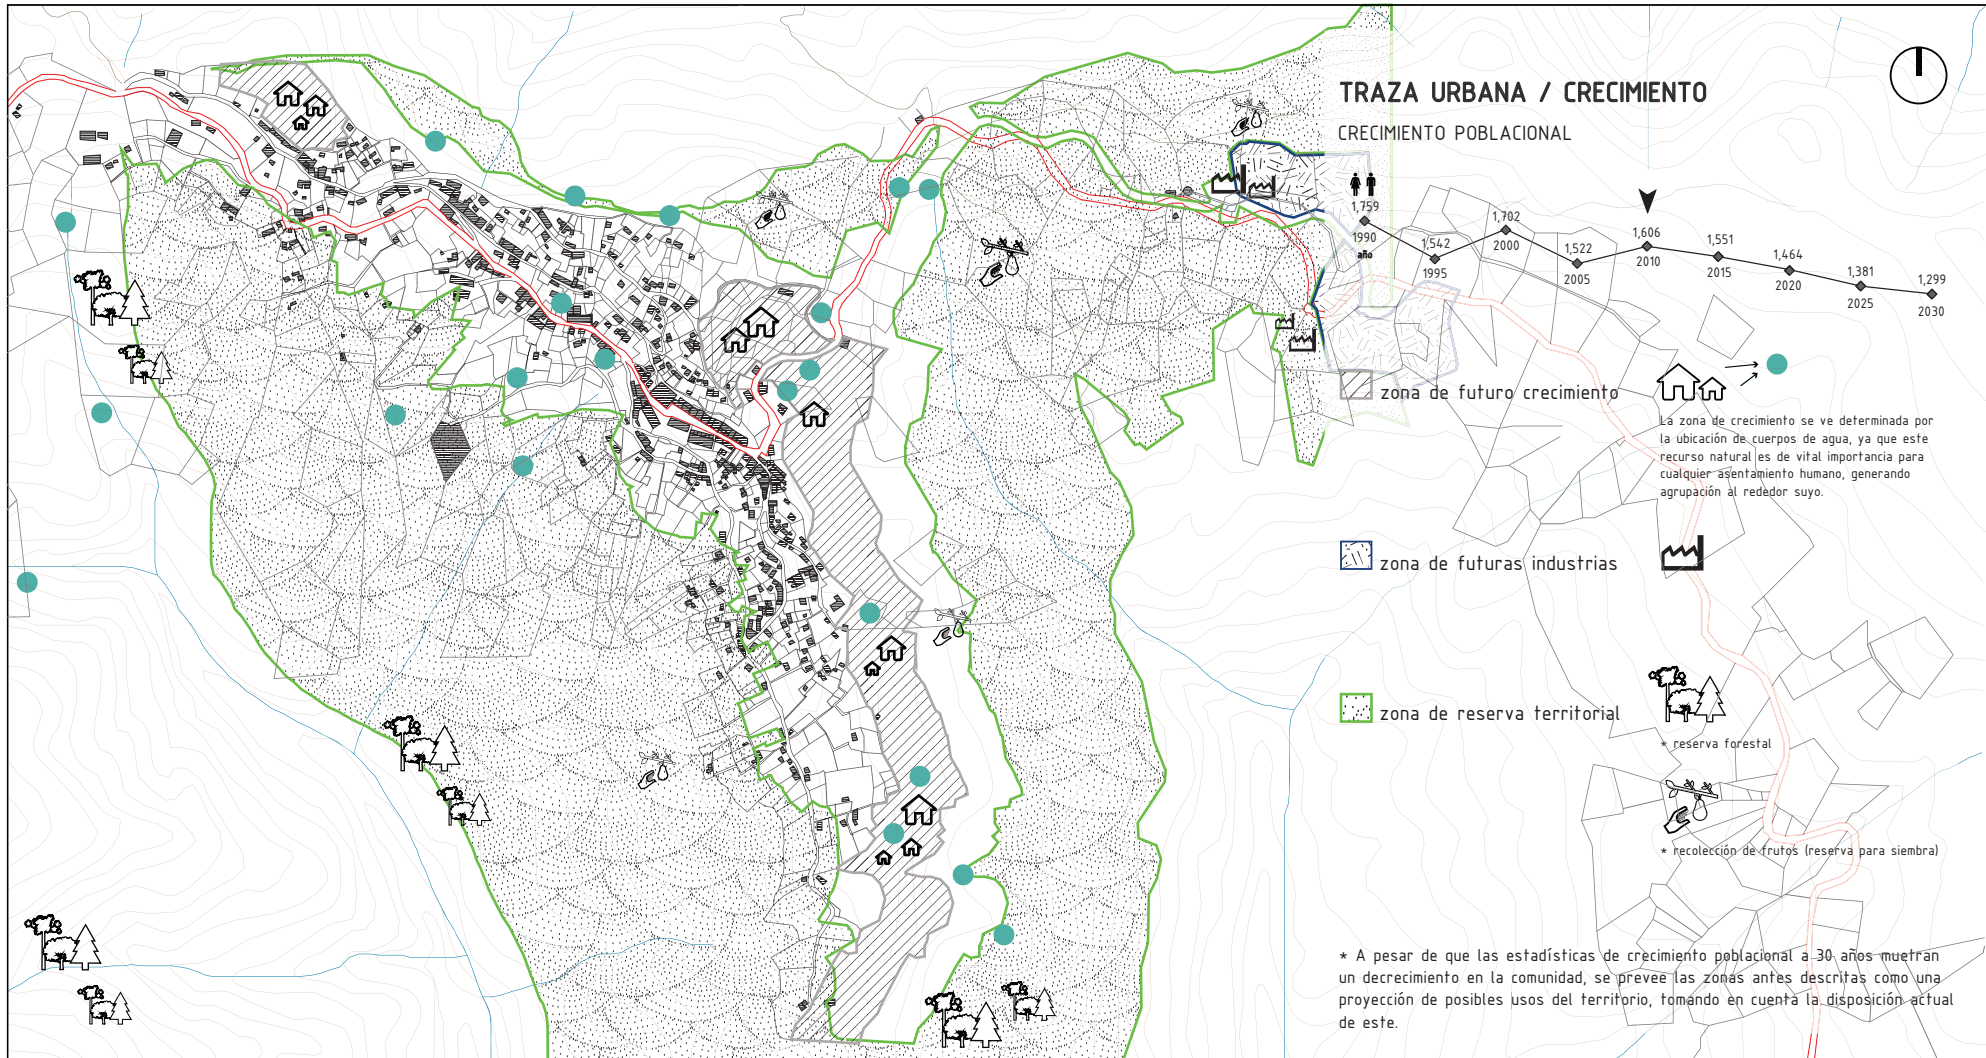 TRAZA URBANA / CRECIMIENTO
CRECIMIENTO POBLACIONAL
1,759
1990
año
1,542
1995
1,702
2000
1,522
2005
1,606
2010
1,551
2015
1,464
2020
1,381
2025
1,299
2030
zona de futuro crecimiento
La zona de crecimiento se ve determinada por
la ubicación de cuerpos de agua, ya que este
recurso natural es de vital importancia para
cualquier asentamiento humano, generando
agrupación al rededor suyo.
zona de futuras industrias
zona de reserva territorial
* reserva forestal
* recolección de frutos (reserva para siembra)
* A pesar de que las estadísticas de crecimiento poblacional a 30 años muetran
un decrecimiento en la comunidad, se prevee las zonas antes descritas como una
proyección de posibles usos del territorio, tomando en cuenta la disposición actual
de este.